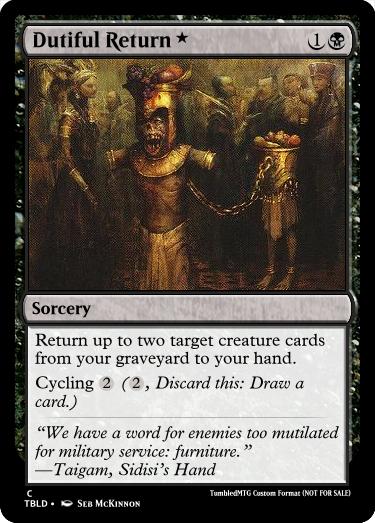 Dutiful Return ★ 1
Sorcery
Return up to two target creature cards
from your graveyard to your hand.
Cycling 2 (2, Discard this: Draw a
card.)
"We have a word for enemies too mutilated
for military service: furniture."
—Taigam, Sidisi's Hand
C
TBLD • Seb McKinnon
TumbledMTG Custom Format (NOT FOR SALE)